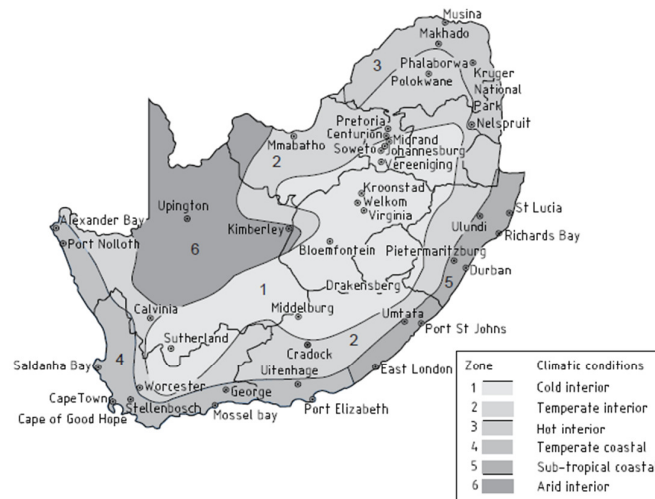 Musina
Makhado
3
Phalaborwa
Polokwane
Kruger
National
Park
Pretoria
Centurion
Nelspruit
Mmabatho
Midrand
Soweto
Johannesburg
Vereeniging
2
Kroonstad
Welkom
Virginia
Upington
Ulundi
St Lucia
Alexander Bay
Kimberley
Richards Bay
Port Nolloth
6
Bloemfontein
Pietermaritzburg
Durban
Drakensberg
5
1
Middelburg
Calvinia
Umtata
Port St Johns
Sutherland
2
4
Cradock
Saldanha Bay
Uitenhage
East London
Worcester
George
Cape Town
Stellenbosch
Mossel bay
Port Elizabeth
Cape of Good Hope
Zone Climatic conditions
1 Cold interior
2 Temperate interior
3 Hot interior
4 Temperate coastal
5 Sub-tropical coasta
6 Arid interior